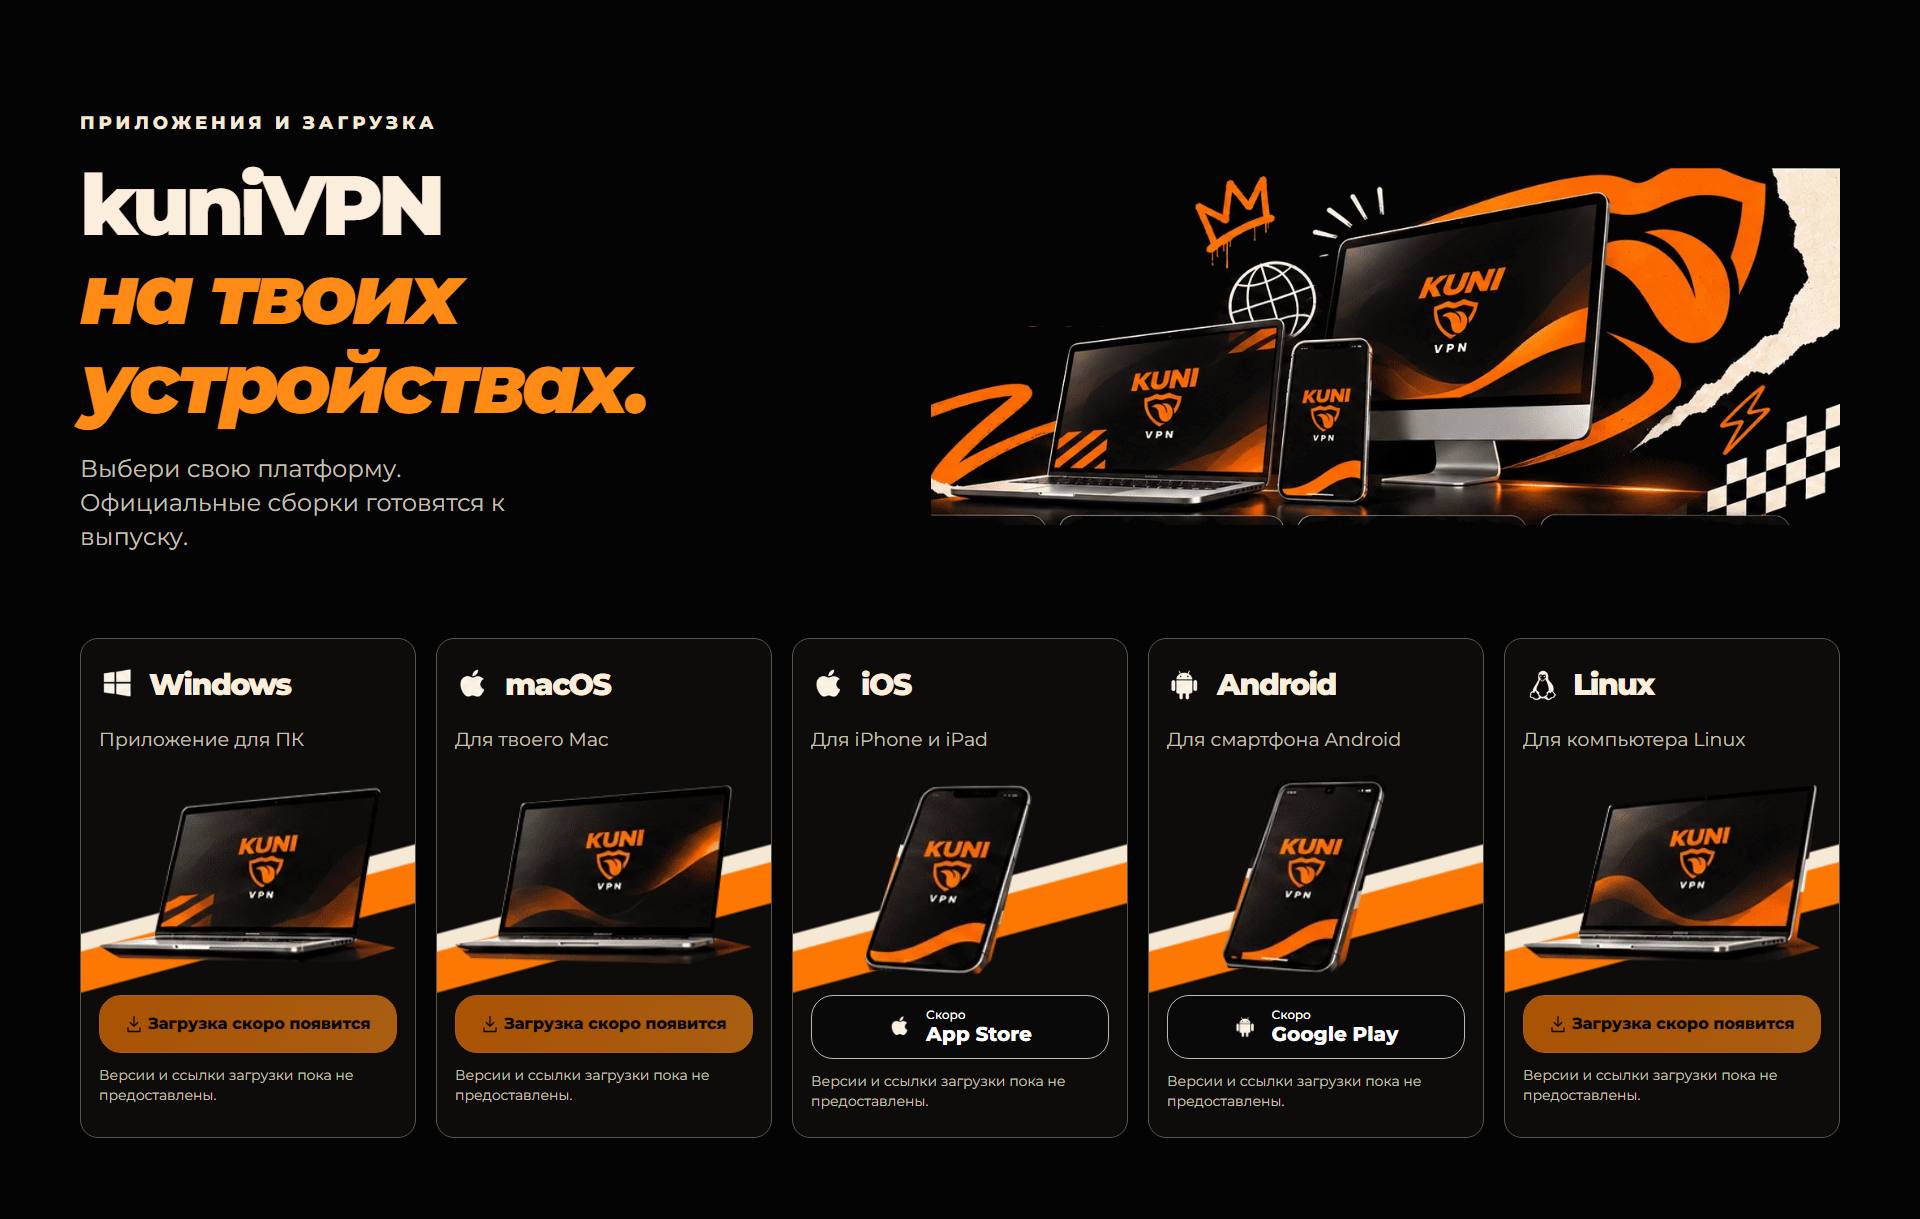 ПРИЛОЖЕНИЯ И ЗАГРУЗКА
kuniVPN
на твоих
устройствах.
Выбери свою платформу.
Официальные сборки готовятся к
выпуску.
KUNI
VPN
KUNI
VPN
KUNI
VPN
Windows
Приложение для ПК
KUNI
VPN
Загрузка скоро появится
Версии и ссылки загрузки пока не
предоставлены.
macOS
Для твоего Mac
KUNI
VPN
Загрузка скоро появится
Версии и ссылки загрузки пока не
предоставлены.
iOS
Для iPhone и iPad
KUNI
VPN
Скоро
App Store
Версии и ссылки загрузки пока не
предоставлены.
Android
Для смартфона Android
KUNI
VPN
Скоро
Google Play
Версии и ссылки загрузки пока не
предоставлены.
Linux
Для компьютера Linux
KUNI
VPN
Загрузка скоро появится
Версии и ссылки загрузки пока не
предоставлены.